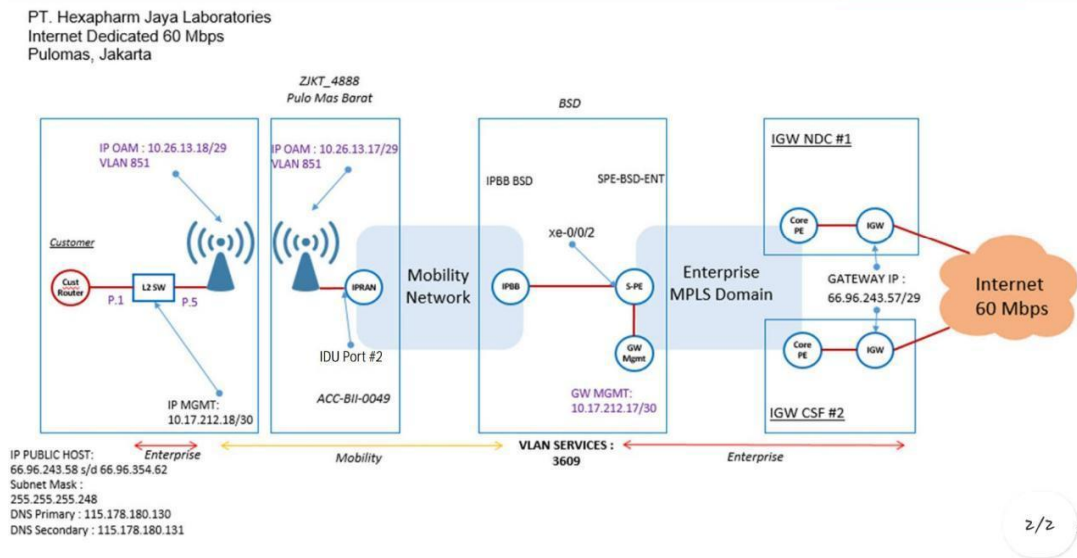 PT. Hexapharm Jaya Laboratories
Internet Dedicated 60 Mbps
Pulomas, Jakarta
ZJKT_4888
Pulo Mas Barat
BSD
IP OAM : 10.26.13.18/29
VLAN 851
IP OAM : 10.26.13.17/29
VLAN 851
IPBB BSD
SPE-BSD-ENT
IGW NDC #1
xe-0/0/2
Customer
Cust
Router
P.1
L2 SW
P.5
IPRAN
Mobility
Network
IPBB
S-PE
Enterprise
MPLS Domain
Core
PE
IGW
GATEWAY IP :
66.96.243.57/29
Internet
60 Mbps
IDU Port #2
GW
Mgmt
Core
PE
IGW
IP MGMT:
10.17.212.18/30
ACC-BII-0049
GW MGMT:
10.17.212.17/30
IGW CSF #2
Enterprise
Mobility
VLAN SERVICES :
3609
Enterprise
IP PUBLIC HOST:
66.96.243.58 s/d 66.96.354.62
Subnet Mask :
255.255.255.248
DNS Primary : 115.178.180.130
DNS Secondary : 115.178.180.131
2/2